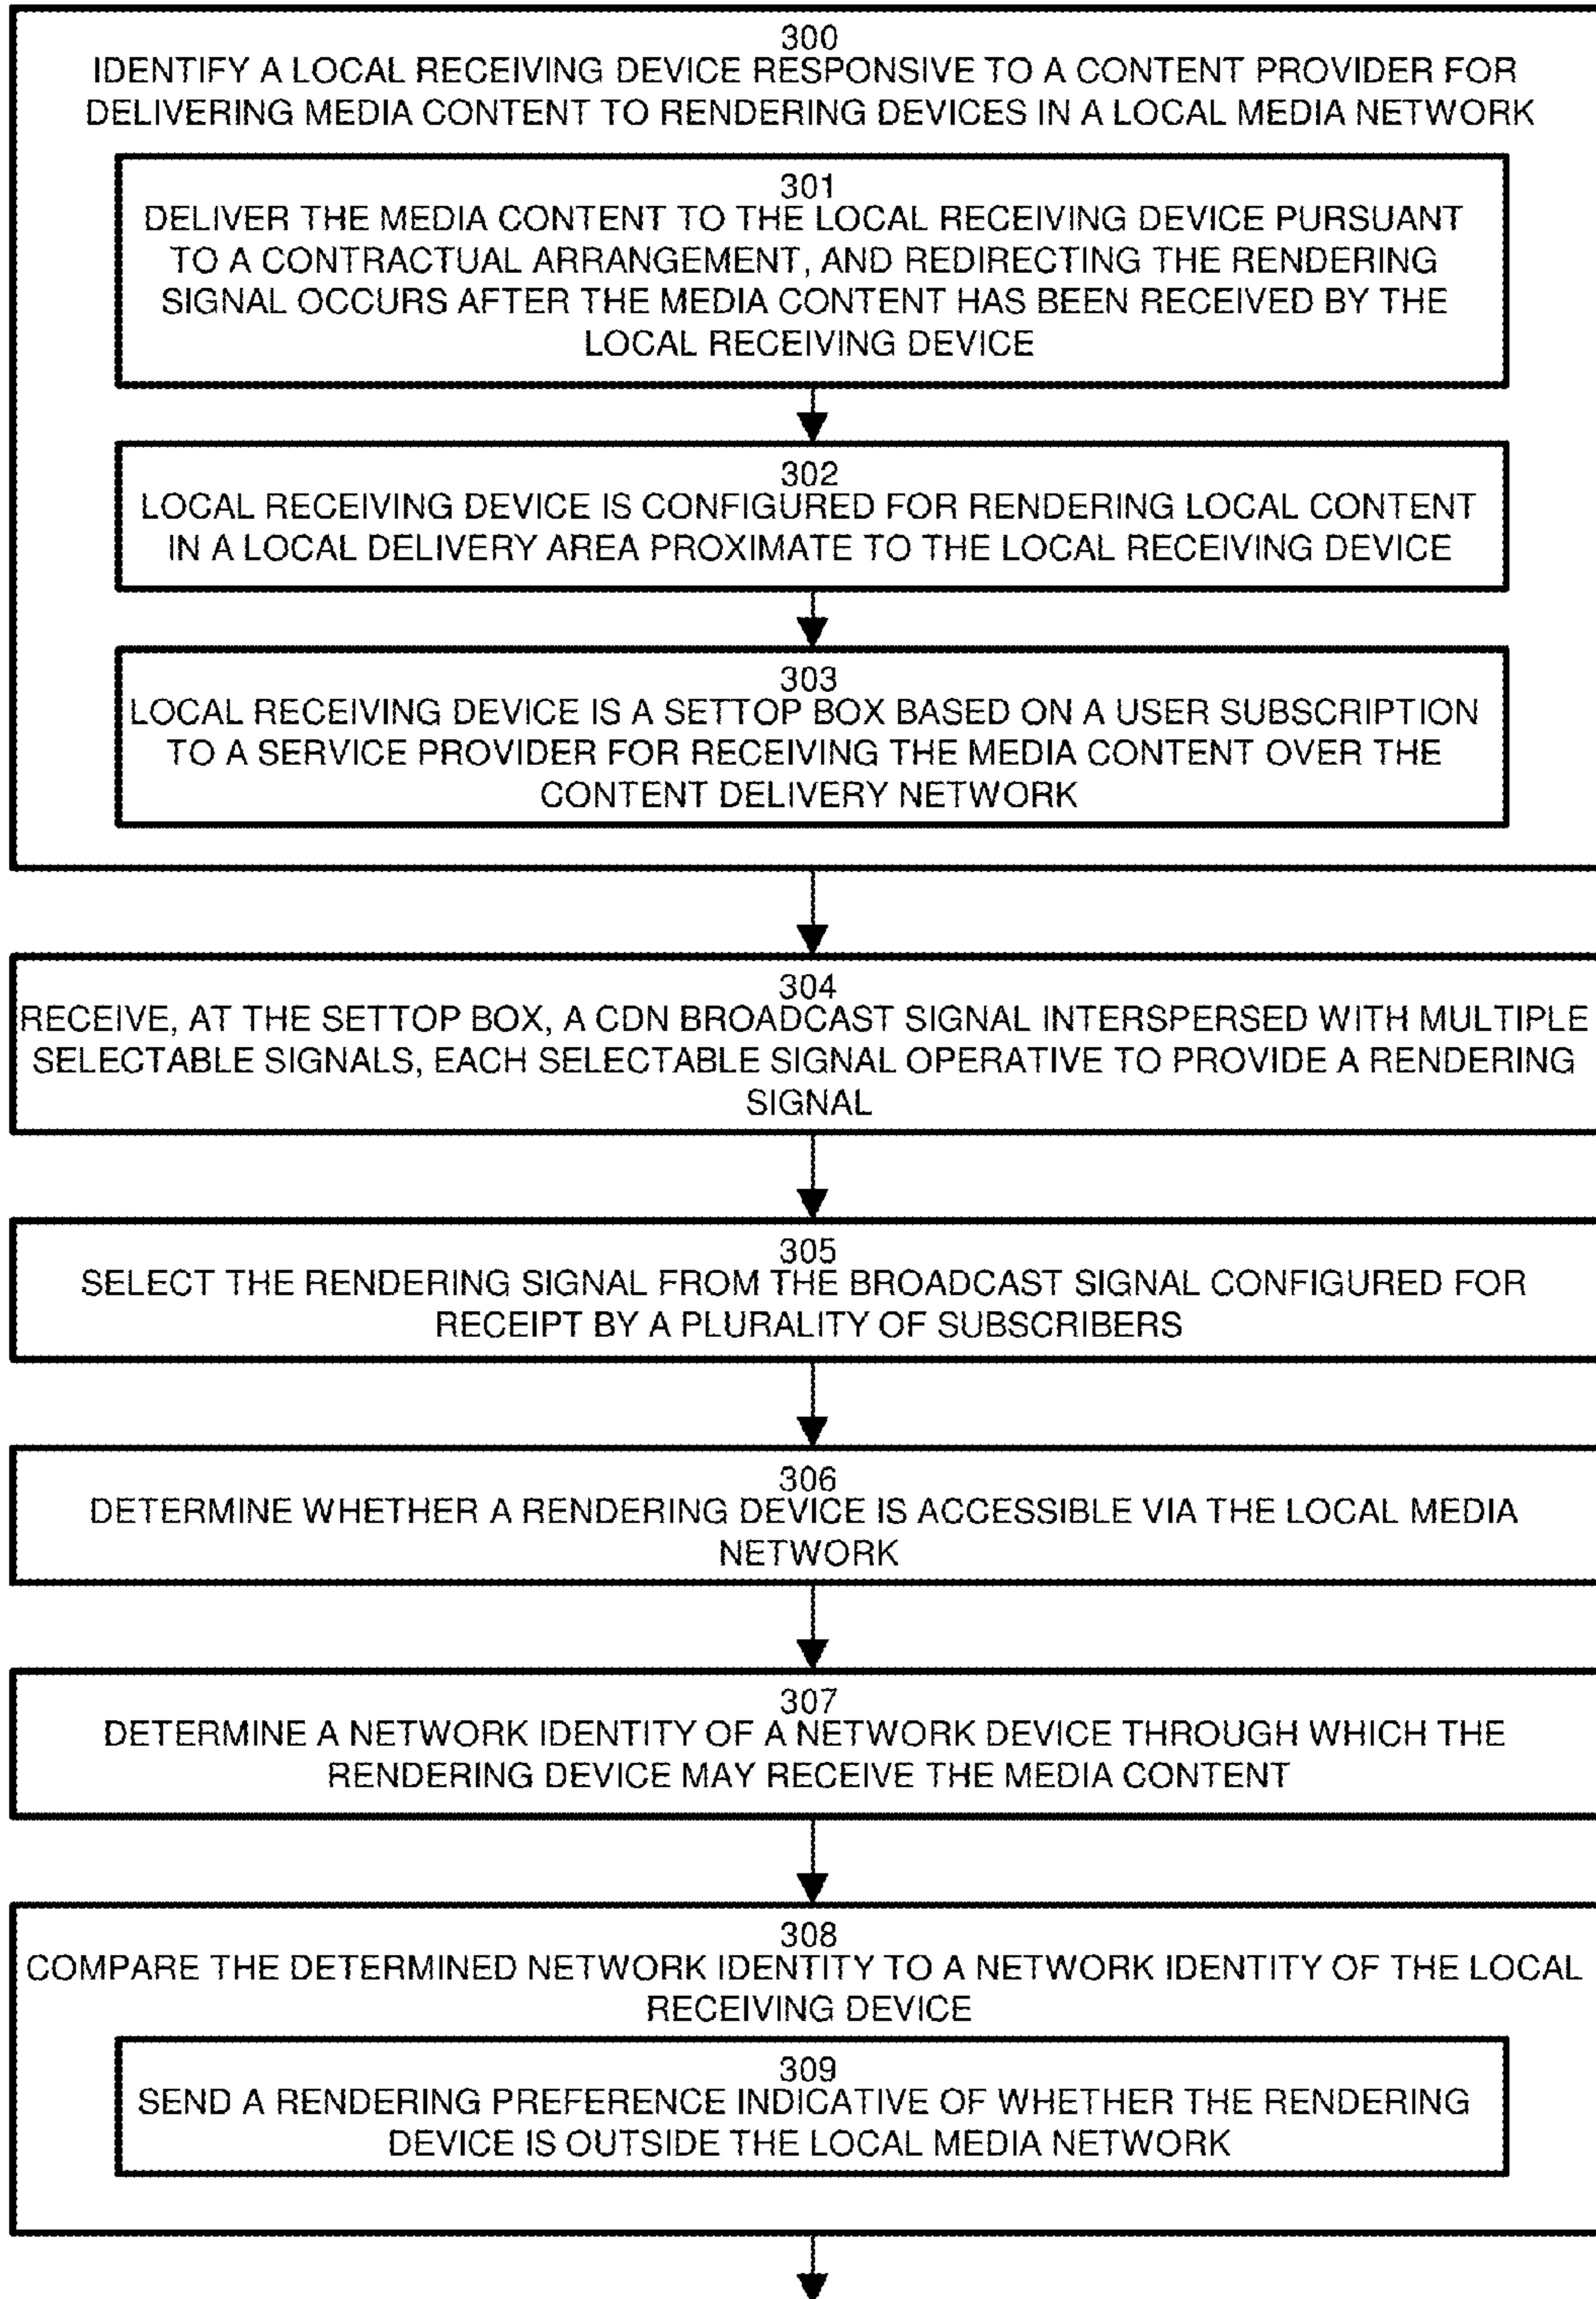 300
IDENTIFY A LOCAL RECEIVING DEVICE RESPONSIVE TO A CONTENT PROVIDER FOR
DELIVERING MEDIA CONTENT TO RENDERING DEVICES IN A LOCAL MEDIA NETWORK
301
DELIVER THE MEDIA CONTENT TO THE LOCAL RECEIVING DEVICE PURSUANT
TO A CONTRACTUAL ARRANGEMENT, AND REDIRECTING THE RENDERING
SIGNAL OCCURS AFTER THE MEDIA CONTENT HAS BEEN RECEIVED BY THE
LOCAL RECEIVING DEVICE
302
LOCAL RECEIVING DEVICE IS CONFIGURED FOR RENDERING LOCAL CONTENT
IN A LOCAL DELIVERY AREA PROXIMATE TO THE LOCAL RECEIVING DEVICE
303
LOCAL RECEIVING DEVICE IS A SETTOP BOX BASED ON A USER SUBSCRIPTION
TO A SERVICE PROVIDER FOR RECEIVING THE MEDIA CONTENT OVER THE
CONTENT DELIVERY NETWORK
304
RECEIVE, AT THE SETTOP BOX, A CDN BROADCAST SIGNAL INTERSPERSED WITH MULTIPLE
SELECTABLE SIGNALS, EACH SELECTABLE SIGNAL OPERATIVE TO PROVIDE A RENDERING
SIGNAL
305
SELECT THE RENDERING SIGNAL FROM THE BROADCAST SIGNAL CONFIGURED FOR
RECEIPT BY A PLURALITY OF SUBSCRIBERS
306
DETERMINE WHETHER A RENDERING DEVICE IS ACCESSIBLE VIA THE LOCAL MEDIA
NETWORK
307
DETERMINE A NETWORK IDENTITY OF A NETWORK DEVICE THROUGH WHICH THE
RENDERING DEVICE MAY RECEIVE THE MEDIA CONTENT
308
COMPARE THE DETERMINED NETWORK IDENTITY TO A NETWORK IDENTITY OF THE LOCAL
RECEIVING DEVICE
309
SEND A RENDERING PREFERENCE INDICATIVE OF WHETHER THE RENDERING
DEVICE IS OUTSIDE THE LOCAL MEDIA NETWORK